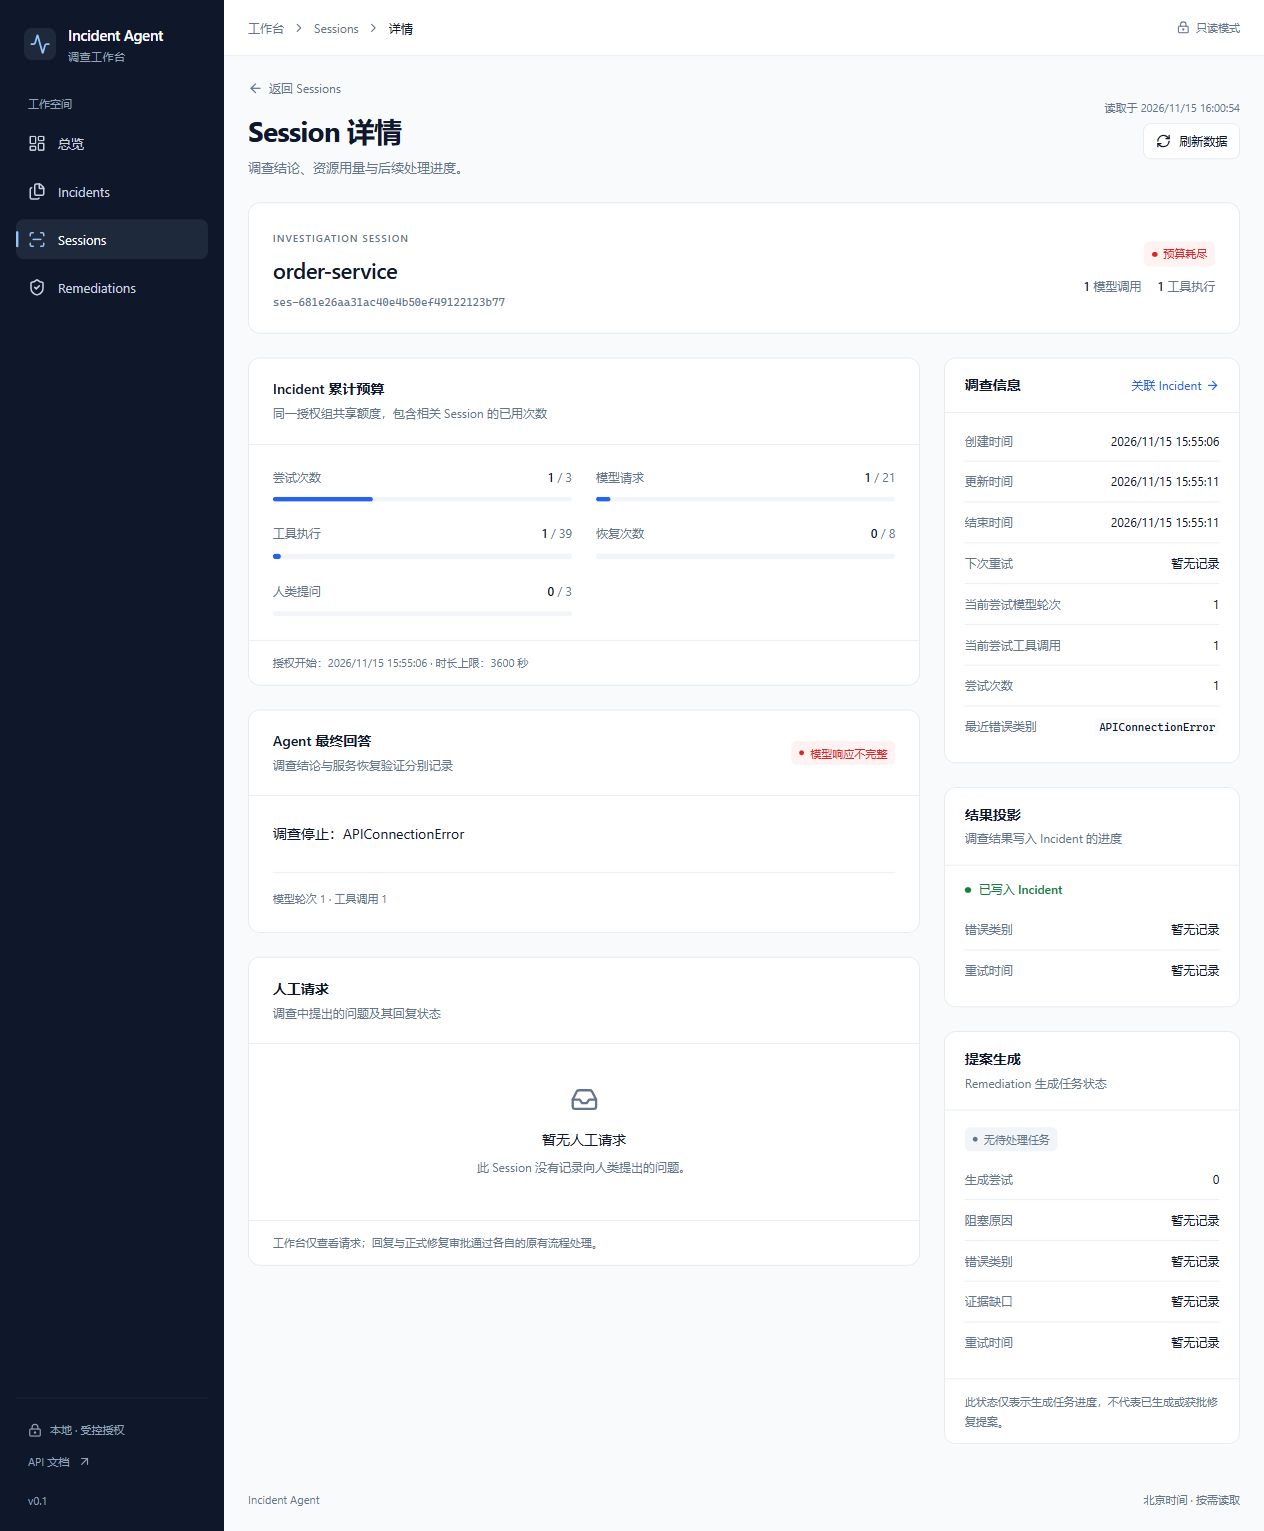 Incident Agent
调查工作台
工作空间
总览
Incidents
Sessions
Remediations
本地 · 受控授权
API 文档
v0.1
工作台 > Sessions > 详情
只读模式
返回 Sessions
Session 详情
调查结论、资源用量与后续处理进度。
读取于 2026/11/15 16:00:54
刷新数据
INVESTIGATION SESSION
order-service
ses-681e26aa31ac40e4b50ef49122123b77
预算耗尽
1 模型调用 1 工具执行
Incident 累计预算
同一授权组共享额度，包含相关 Session 的已用次数
尝试次数 1 / 3
模型请求 1 / 21
工具执行 1 / 39
恢复次数 0 / 8
人类提问 0 / 3
授权开始：2026/11/15 15:55:06 · 时长上限：3600 秒
Agent 最终回答
调查结论与服务恢复验证分别记录
模型响应不完整
调查停止：APIConnectionError
模型轮次 1 · 工具调用 1
人工请求
调查中提出的问题及其回复状态
暂无人工请求
此 Session 没有记录向人类提出的问题。
工作台仅查看请求；回复与正式修复审批通过各自的原有流程处理。
调查信息
关联 Incident
创建时间 2026/11/15 15:55:06
更新时间 2026/11/15 15:55:11
结束时间 2026/11/15 15:55:11
下次重试 暂无记录
当前尝试模型轮次 1
当前尝试工具调用 1
尝试次数 1
最近错误类别 APIConnectionError
结果投影
调查结果写入 Incident 的进度
已写入 Incident
错误类别 暂无记录
重试时间 暂无记录
提案生成
Remediation 生成任务状态
无待处理任务
生成尝试 0
阻塞原因 暂无记录
错误类别 暂无记录
证据缺口 暂无记录
重试时间 暂无记录
此状态仅表示生成任务进度，不代表已生成或获批修
复提案。
Incident Agent
北京时间 · 按需读取